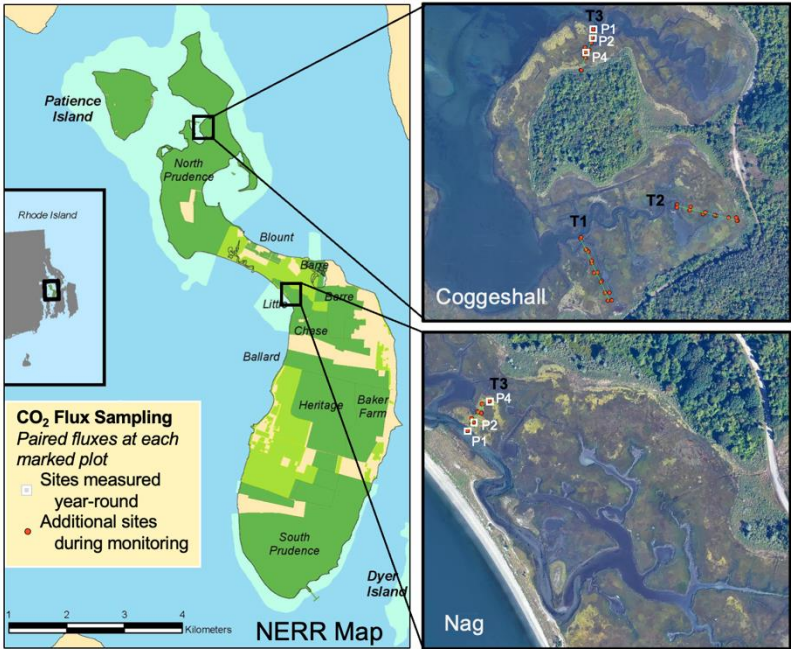 Patience
Island
North
Prudence
Rhode Island
Blount
Barre
Barre
Little
Chase
Ballard
Heritage
Baker
Farm
South
Prudence
Dyer
Island
CO₂ Flux Sampling
Paired fluxes at each
marked plot
Sites measured
year-round
Additional sites
during monitoring
1 2 3 4
Kilometers
NERR Map
T3
P1
P2
P4
T2
T1
Coggeshall
T3
P4
P2
P1
Nag